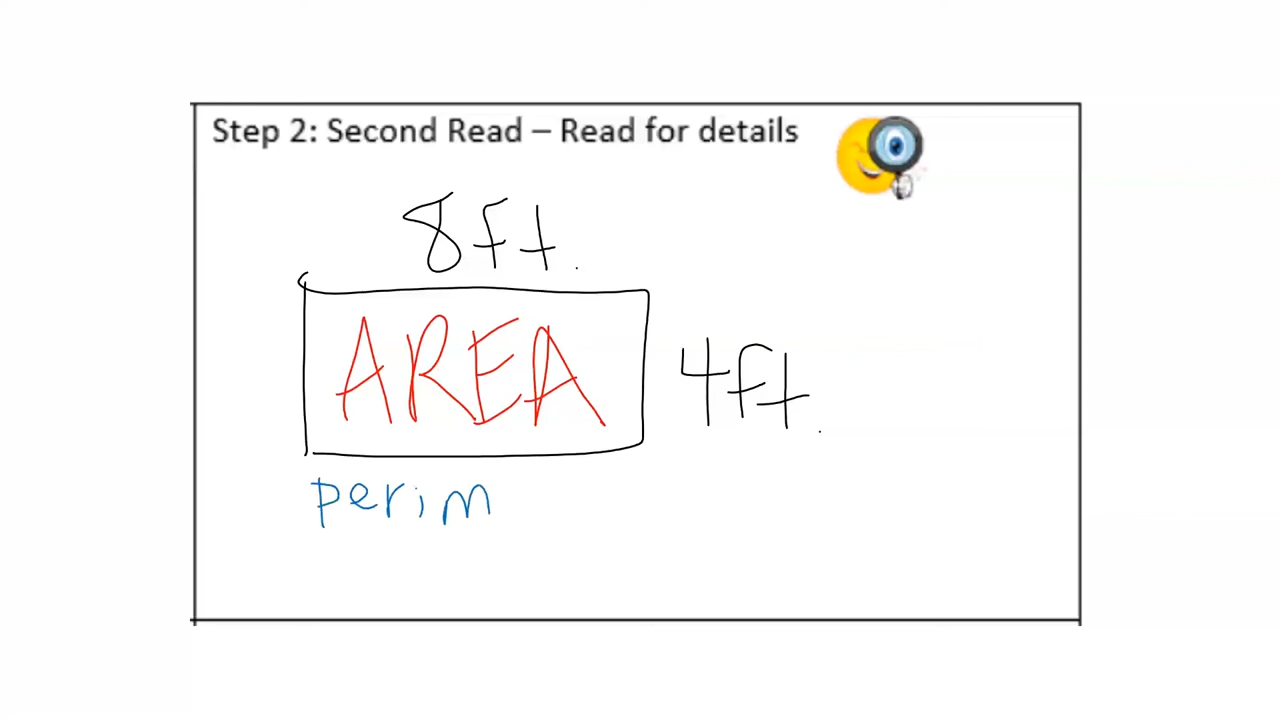 Step 2: Second Read – Read for details
8ft.
AREA
4ft.
perim